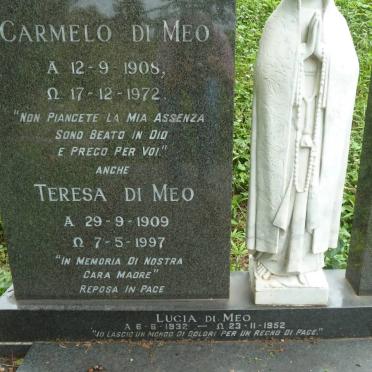 CARMELO DI MEO
A 12-9-1908,
Ω 17-12-1972.
"NON PIANGETE LA MIA ASSENZA
SONO BEATO IN DIO
E PREGO PER VOI."
ANCHE
TERESA DI MEO
A 29-9-1909
Ω 7-5-1997
"IN MEMORIA DI NOSTRA
CARA MADRE"
REPOSA IN PACE
LUCIA DI MEO
A 6-6-1932 — Ω 23-11-1952
"IO LASCIO UN MONDO DI DOLORI PER UN REGNO DI PACE."